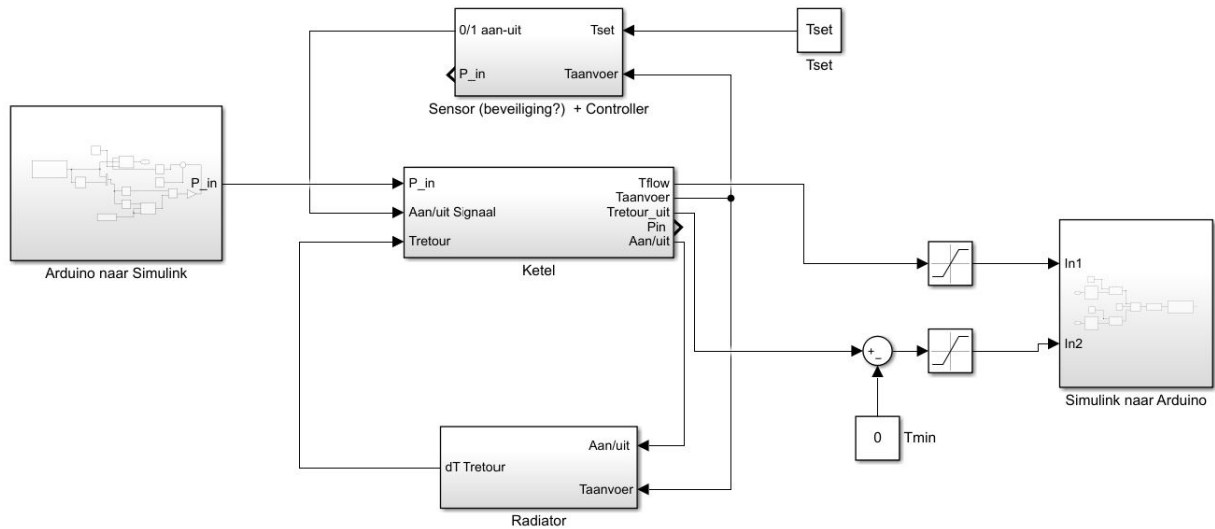 0/1 aan-uit
Tset
P_in
Taanvoer
Sensor (beveiliging?)  + Controller
Tset
Tset
P_in
Arduino naar Simulink
P_in
Aan/uit Signaal
Tretour
Tflow
Taanvoer
Tretour_uit
Pin
Aan/uit
Ketel
In1
In2
Simulink naar Arduino
+
−
0
Tmin
Aan/uit
dT Tretour
Taanvoer
Radiator